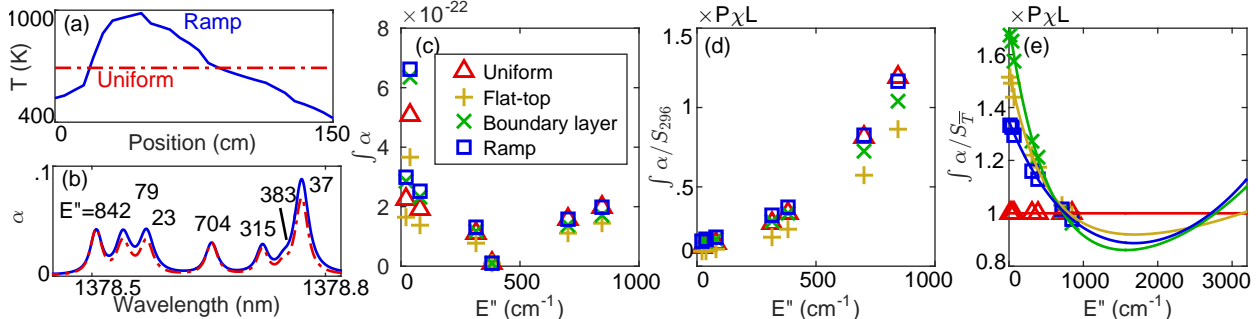 (a)
1000
T (K)
400
Ramp
Uniform
0
150
Position (cm)
(b)
.1
α
0
E"=842
79
23
704
315
383
37
1378.5
1378.8
Wavelength (nm)
×10-22
(c)
8
6
4
2
0
∫ α
0
500
1000
E" (cm-1)
Uniform
Flat-top
Boundary layer
Ramp
×PχL
(d)
1.5
1
.5
0
∫ α/S296
0
500
1000
E" (cm-1)
×PχL
(e)
1.6
1.4
1.2
1
0.8
∫ α/ST̅
0
1000
2000
3000
E" (cm-1)